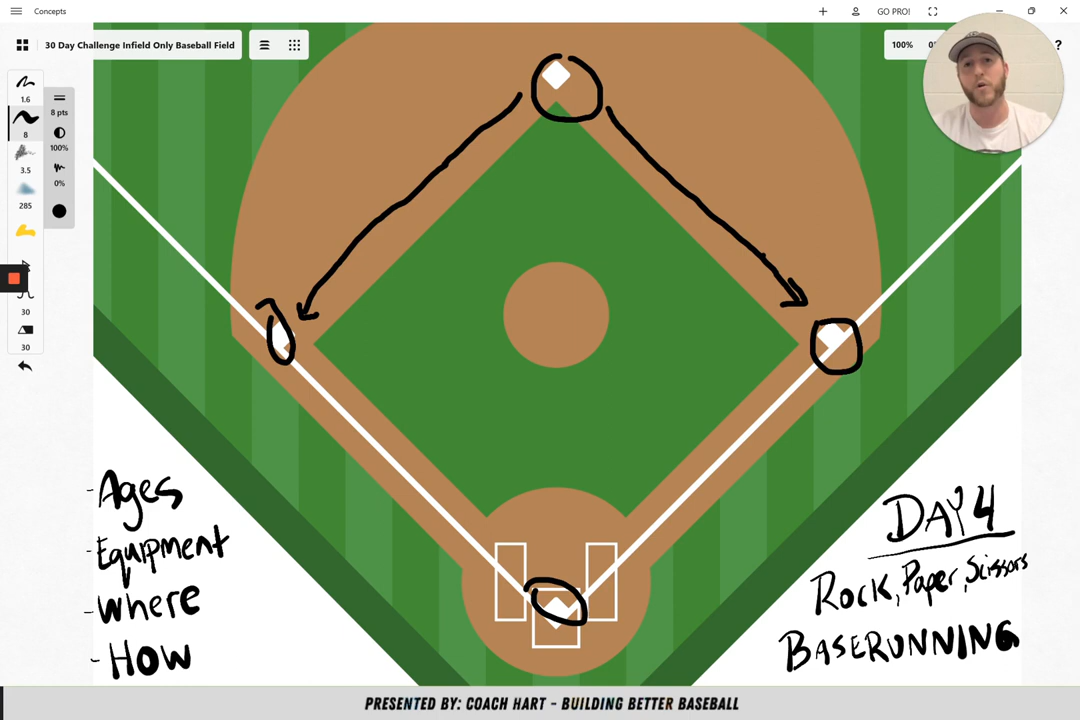 Concepts
GO PRO!
30 Day Challenge Infield Only Baseball Field
100%
?
1.6
8 pts
8
100%
3.5
0%
285
30
30
- Ages
- Equipment
- Where
- How
DAY 4
Rock, Paper, Scissors
BASERUNNING
PRESENTED BY: COACH HART - BUILDING BETTER BASEBALL